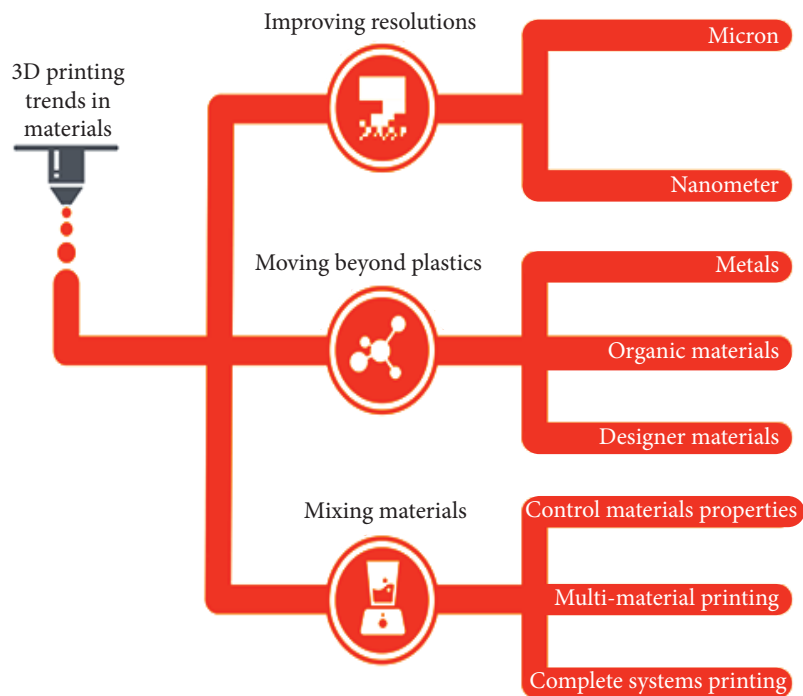 3D printing
trends in
materials
Improving resolutions
Micron
Nanometer
Moving beyond plastics
Metals
Organic materials
Designer materials
Mixing materials
Control materials properties
Multi-material printing
Complete systems printing